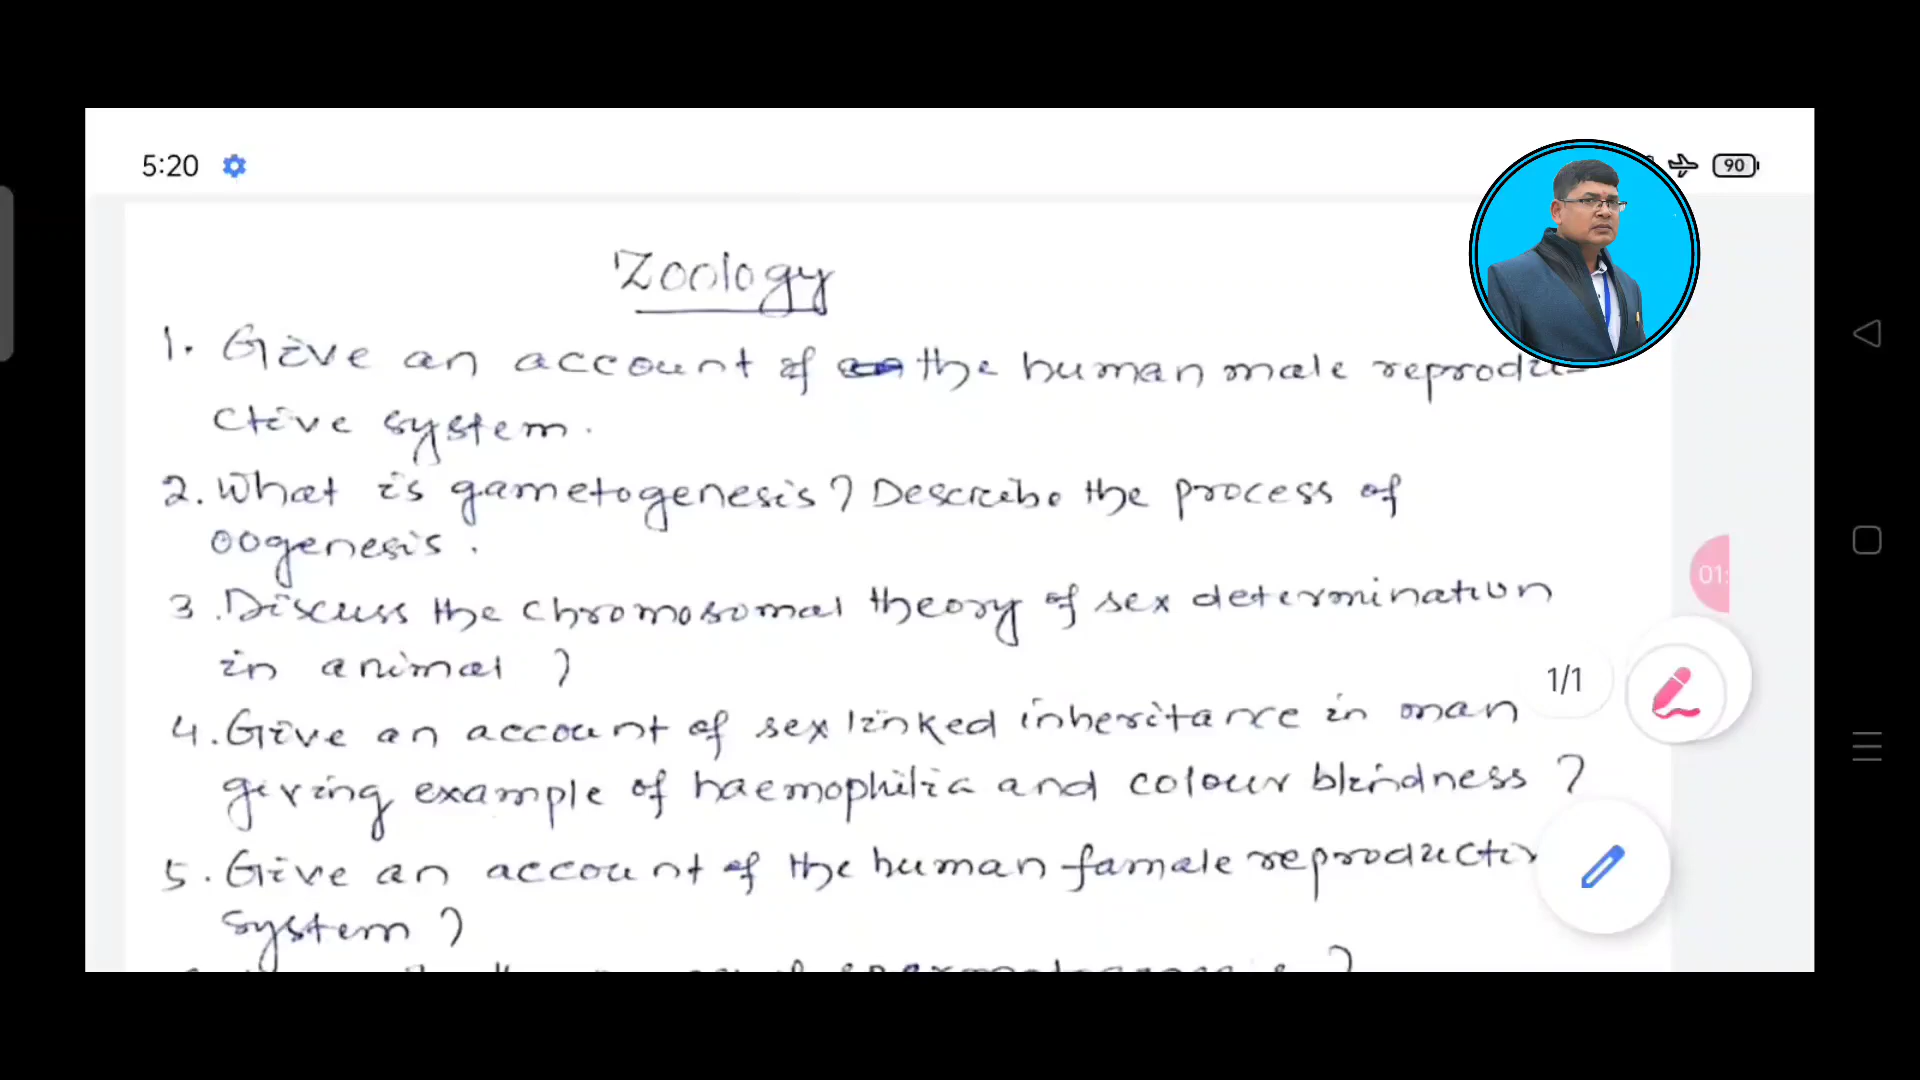 5:20
90
Zoology
1. Give an account of the human male reprodu-
ctive system.
2. What is gametogenesis? Describe the process of
oogenesis.
3. Discuss the chromosomal theory of sex determination
in animal ?
01:
1/1
4. Give an account of sex linked inheritance in man
giving example of haemophilia and colour blindness ?
5. Give an account of the human famale reproductiv
system ?